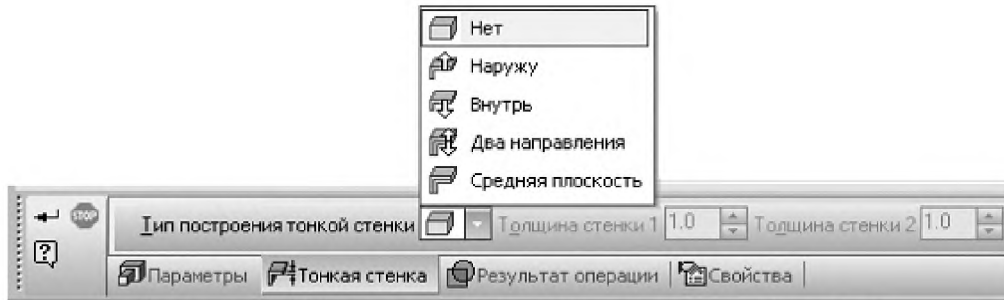 Нет
Наружу
Внутрь
Два направления
Средняя плоскость
STOP
Тип построения тонкой стенки Толщина стенки 1 1.0 Толщина стенки 2 1.0
?
Параметры Тонкая стенка Результат операции Свойства